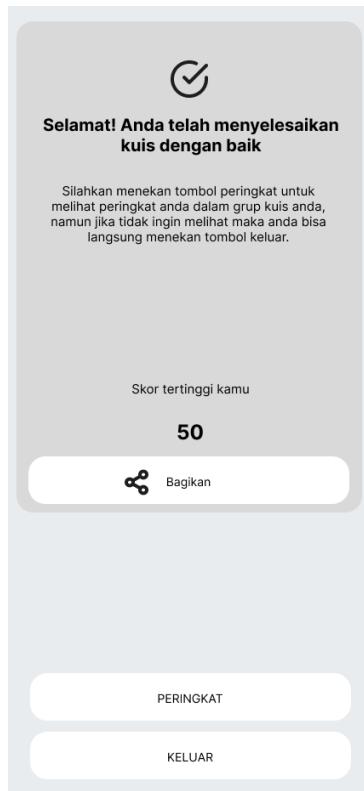 Selamat! Anda telah menyelesaikan
kuis dengan baik
Silahkan menekan tombol peringkat untuk
melihat peringkat anda dalam grup kuis anda,
namun jika tidak ingin melihat maka anda bisa
langsung menekan tombol keluar.
Skor tertinggi kamu
50
Bagikan
PERINGKAT
KELUAR